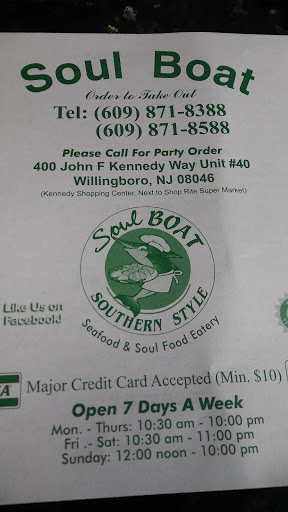 Soul Boat
Order to Take Out
Tel: (609) 871-8388
(609) 871-8588
Please Call For Party Order
400 John F Kennedy Way Unit #40
Willingboro, NJ 08046
(Kennedy Shopping Center, Next to Shop Rite Super Market)
Soul BOAT
SOUTHERN STYLE
Seafood & Soul Food Eatery
Like Us on
Facebook!
Major Credit Card Accepted (Min. $10)
Open 7 Days A Week
Mon. - Thurs: 10:30 am - 10:00 pm
Fri .- Sat: 10:30 am - 11:00 pm
Sunday: 12:00 noon - 10:00 pm